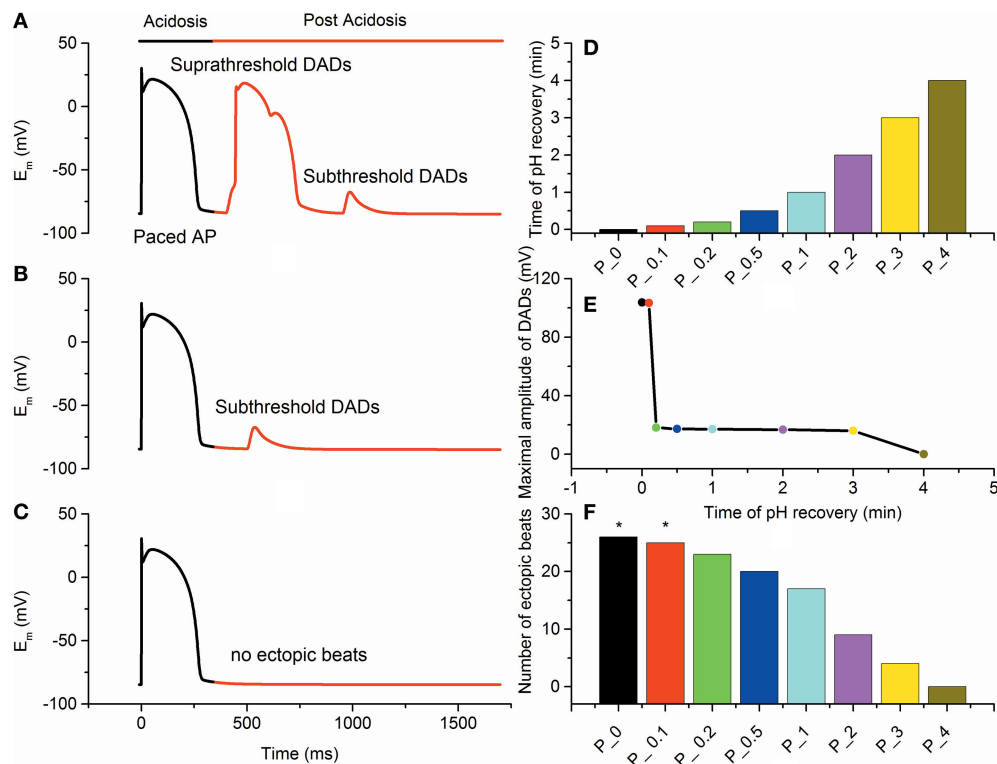 A
Acidosis
Post Acidosis
50
0
-50
-100
E_m (mV)
Suprathreshold DADs
Subthreshold DADs
Paced AP
B
50
0
-50
-100
E_m (mV)
Subthreshold DADs
C
50
0
-50
-100
E_m (mV)
no ectopic beats
0
500
1000
1500
Time (ms)
D
Time of pH recovery (min)
5
4
3
2
1
0
P_0
P_0.1
P_0.2
P_0.5
P_1
P_2
P_3
P_4
E
Maximal amplitude of DADs (mV)
120
80
40
0
-1
0
1
2
3
4
5
Time of pH recovery (min)
F
Number of ectopic beats
30
20
10
0
*
*
P_0
P_0.1
P_0.2
P_0.5
P_1
P_2
P_3
P_4